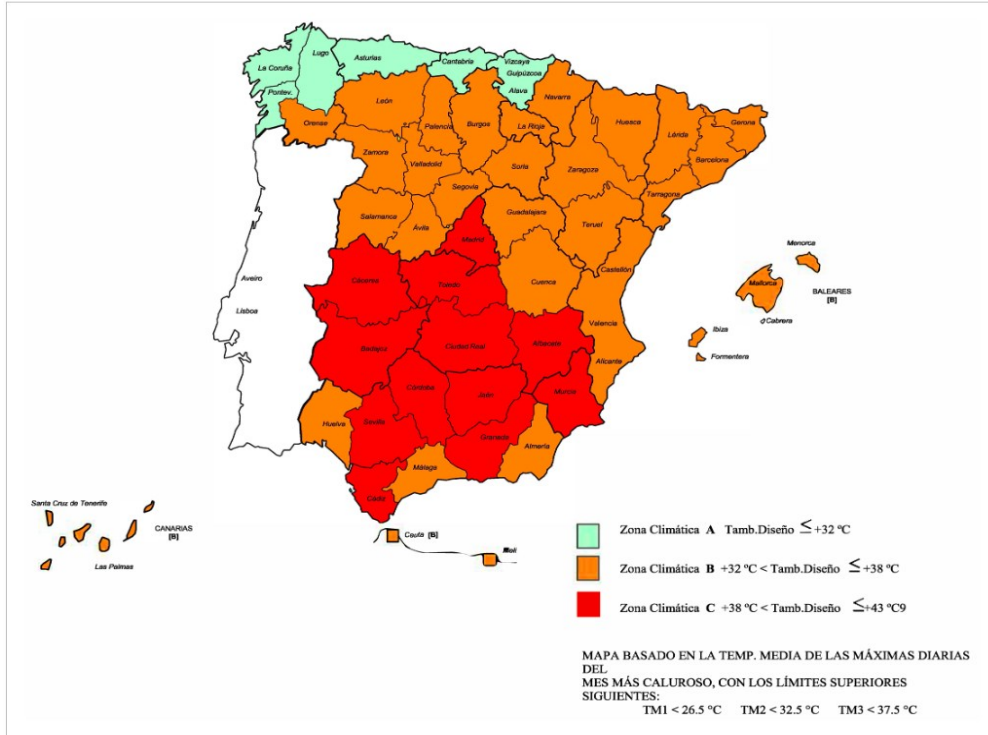 La Coruña
Lugo
Asturias
Cantabria
Vizcaya
Guipúzcoa
Alava
Navarra
Pontev.
Orense
León
Palencia
Burgos
La Rioja
Huesca
Lérida
Gerona
Barcelona
Zamora
Valladolid
Soria
Zaragoza
Tarragona
Segovia
Salamanca
Ávila
Guadalajara
Teruel
Madrid
Castellón
Menorca
Mallorca
BALEARES
[B]
Cabrera
Ibiza
Formentera
Aveiro
Lisboa
Cáceres
Toledo
Cuenca
Valencia
Badajoz
Ciudad Real
Albacete
Alicante
Córdoba
Jaén
Murcia
Huelva
Sevilla
Granada
Almería
Málaga
Cádiz
Santa Cruz de Tenerife
CANARIAS
[B]
Las Palmas
Ceuta [B]
Zona Climática A Tamb.Diseño ≤ +32 ºC
Zona Climática B +32 ºC < Tamb.Diseño ≤ +38 ºC
Zona Climática C +38 ºC < Tamb.Diseño ≤+43 ºC9
MAPA BASADO EN LA TEMP. MEDIA DE LAS MÁXIMAS DIARIAS
DEL
MES MÁS CALUROSO, CON LOS LÍMITES SUPERIORES
SIGUIENTES:
TM1 < 26.5 ºC TM2 < 32.5 ºC TM3 < 37.5 ºC